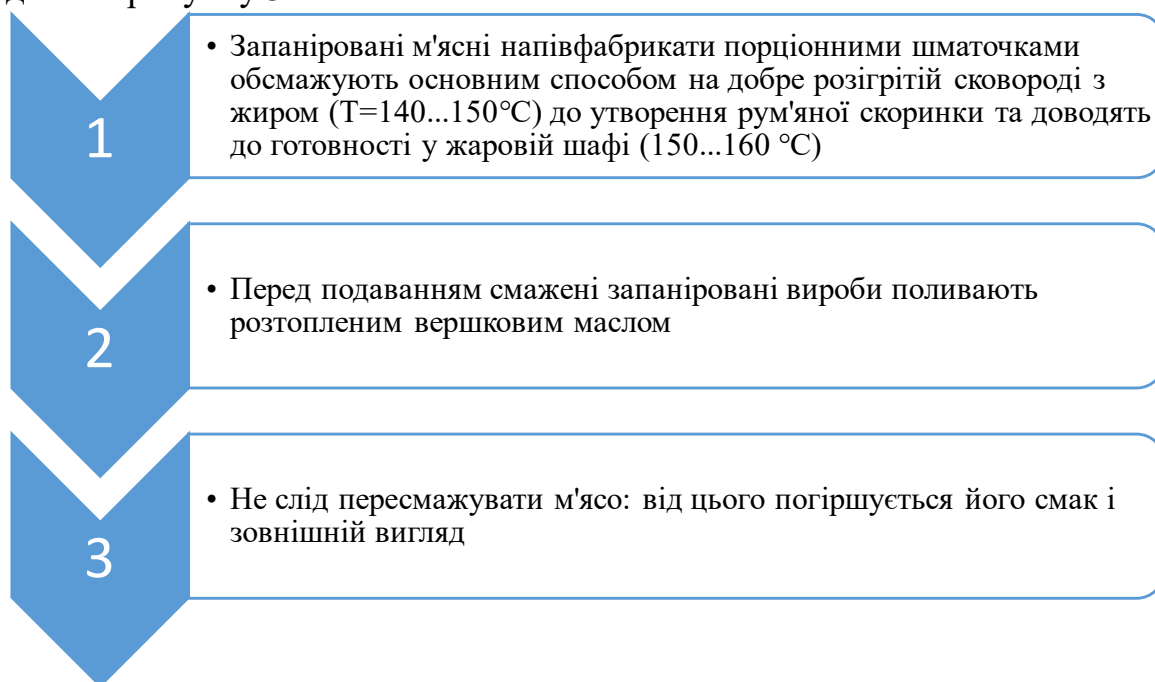 1
• Запаніровані м'ясні напівфабрикати порціонними шматочками
обсмажують основним способом на добре розігрітій сковороді з
жиром (Т=140...150°С) до утворення рум'яної скоринки та доводять
до готовності у жаровій шафі (150...160 °С)
2
• Перед подаванням смажені запаніровані вироби поливають
розтопленим вершковим маслом
3
• Не слід пересмажувати м'ясо: від цього погіршується його смак і
зовнішній вигляд